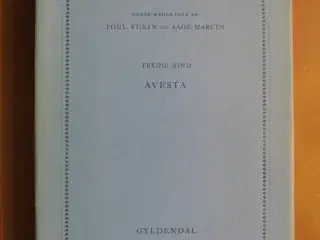 UNDER REDAKTION AF
POUL TUXEN OG AAGE MARCUS
TREDIE BIND
AVESTA
GYLDENDAL